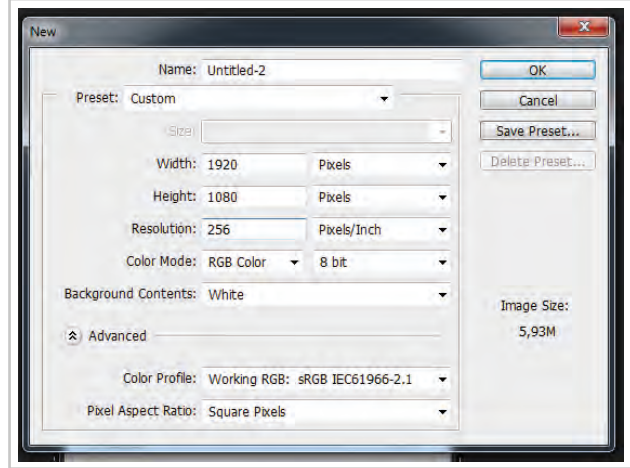 New
Name: Untitled-2
OK
Preset: Custom
Cancel
Size:
Save Preset...
Width: 1920 Pixels
Delete Preset...
Height: 1080 Pixels
Resolution: 256 Pixels/Inch
Color Mode: RGB Color 8 bit
Background Contents: White
Image Size:
5,93M
Advanced
Color Profile: Working RGB: sRGB IEC61966-2.1
Pixel Aspect Ratio: Square Pixels